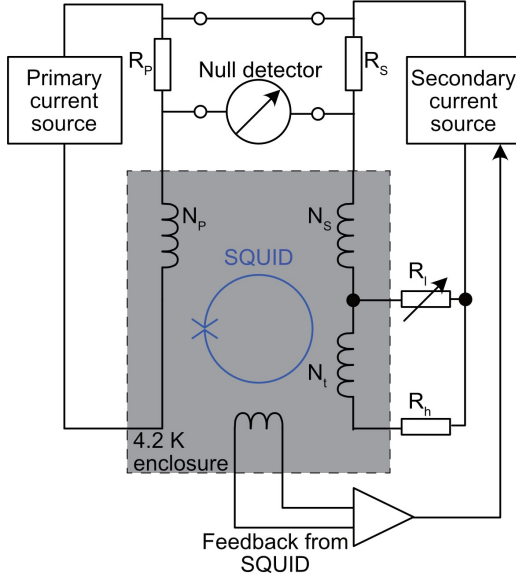 Primary
current
source
R_P
Null detector
R_S
Secondary
current
source
N_P
N_S
SQUID
R_l
N_t
R_h
4.2 K
enclosure
Feedback from
SQUID